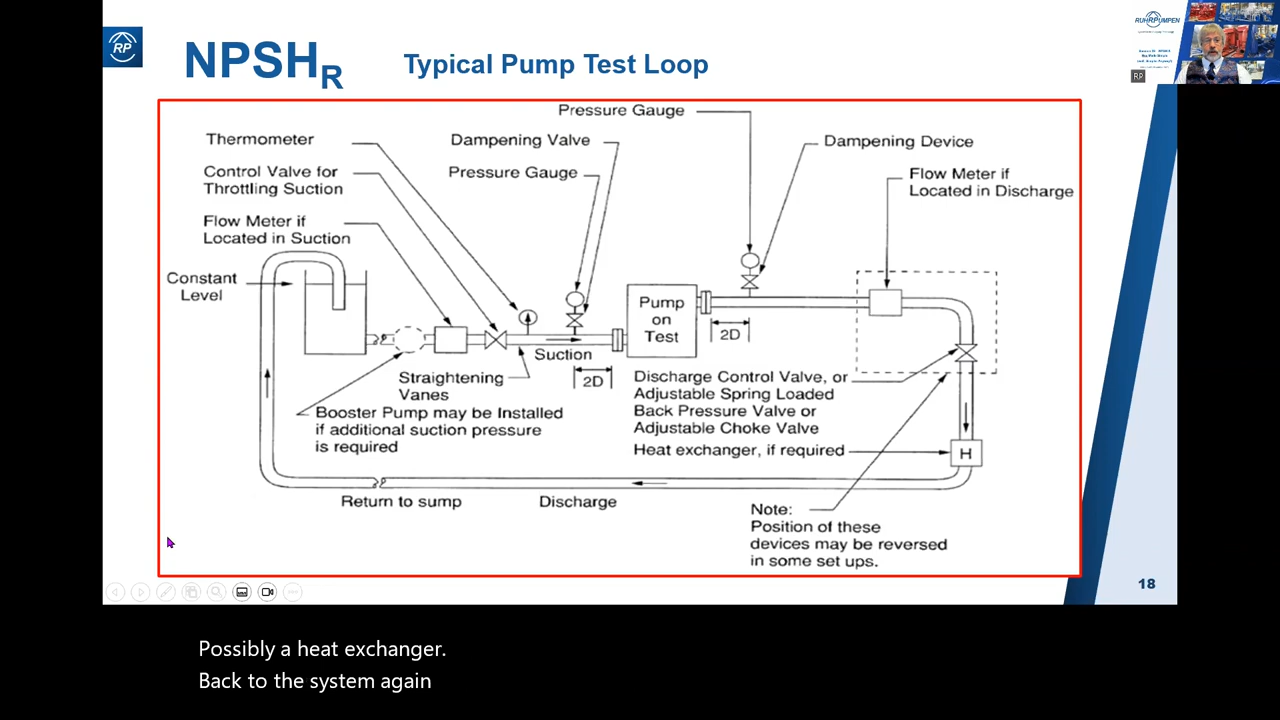 RP
NPSHR
Typical Pump Test Loop
RUHRPUMPEN
RP
Pressure Gauge
Thermometer
Dampening Valve
Dampening Device
Control Valve for
Throttling Suction
Pressure Gauge
Flow Meter if
Located in Discharge
Flow Meter if
Located in Suction
Constant
Level
Pump
on
Test
2D
Suction
2D
Straightening
Vanes
Discharge Control Valve, or
Adjustable Spring Loaded
Back Pressure Valve or
Adjustable Choke Valve
Booster Pump may be Installed
if additional suction pressure
is required
Heat exchanger, if required
H
Return to sump
Discharge
Note:
Position of these
devices may be reversed
in some set ups.
18
Possibly a heat exchanger.
Back to the system again